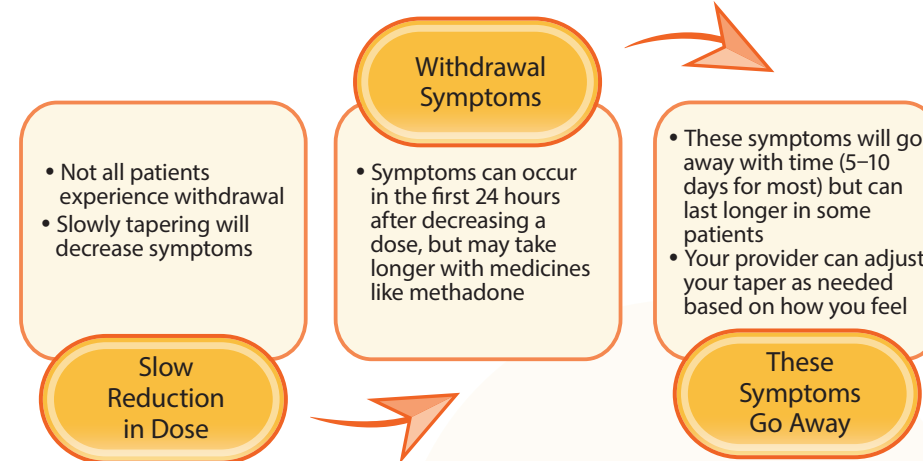 • Not all patients
experience withdrawal
• Slowly tapering will
decrease symptoms
Slow
Reduction
in Dose
Withdrawal
Symptoms
• Symptoms can occur
in the first 24 hours
after decreasing a
dose, but may take
longer with medicines
like methadone
• These symptoms will go
away with time (5–10
days for most) but can
last longer in some
patients
• Your provider can adjust
your taper as needed
based on how you feel
These
Symptoms
Go Away